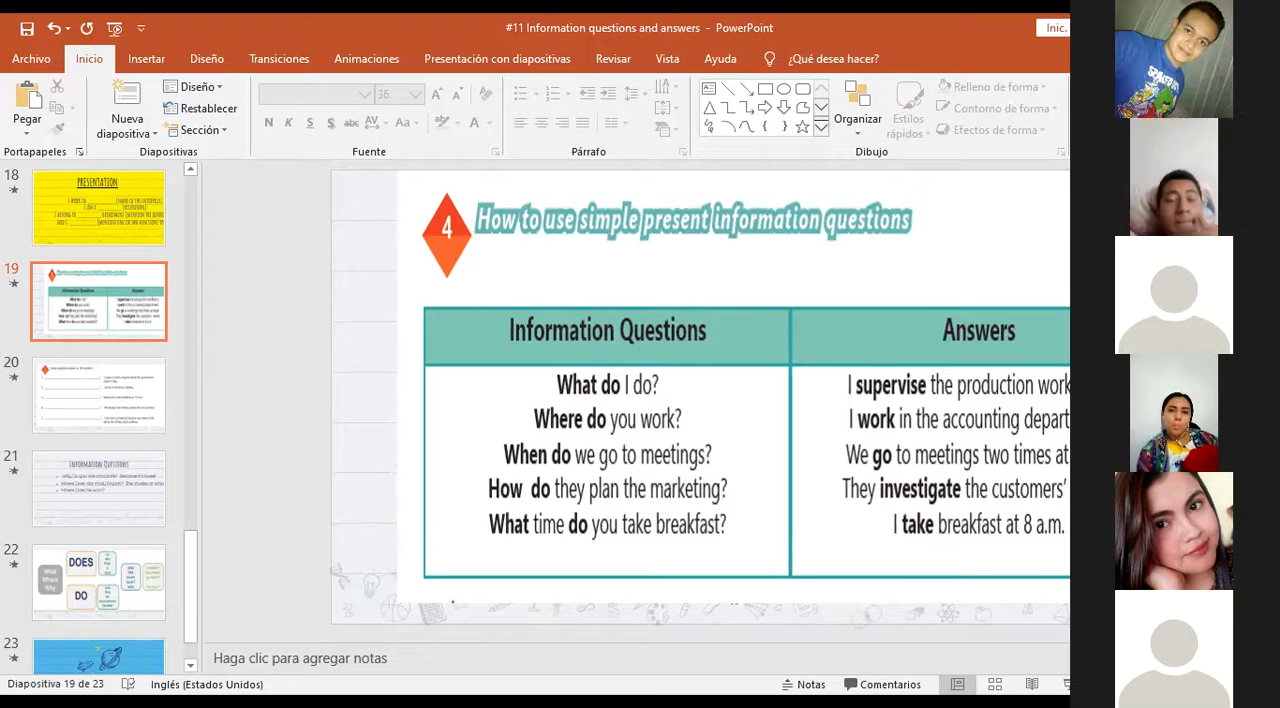 #11 Information questions and answers - PowerPoint
Inic.
Archivo
Inicio
Insertar
Diseño
Transiciones
Animaciones
Presentación con diapositivas
Revisar
Vista
Ayuda
¿Qué desea hacer?
Pegar
Nueva
diapositiva
Diseño
Restablecer
Sección
36
N K S S abc AV Aa A
Organizar
Estilos
rápidos
Relleno de forma
Contorno de forma
Efectos de forma
Portapapeles
Diapositivas
Fuente
Párrafo
Dibujo
18
PRESENTATION
19
20
21
INFORMATION QUESTIONS
22
What
Where
Why
DOES
DO
23
4
How to use simple present information questions
Information Questions
Answers
What do I do?
I supervise the production work
Where do you work?
I work in the accounting depart
When do we go to meetings?
We go to meetings two times at
How do they plan the marketing?
They investigate the customers'
What time do you take breakfast?
I take breakfast at 8 a.m.
Haga clic para agregar notas
Diapositiva 19 de 23
Inglés (Estados Unidos)
Notas
Comentarios